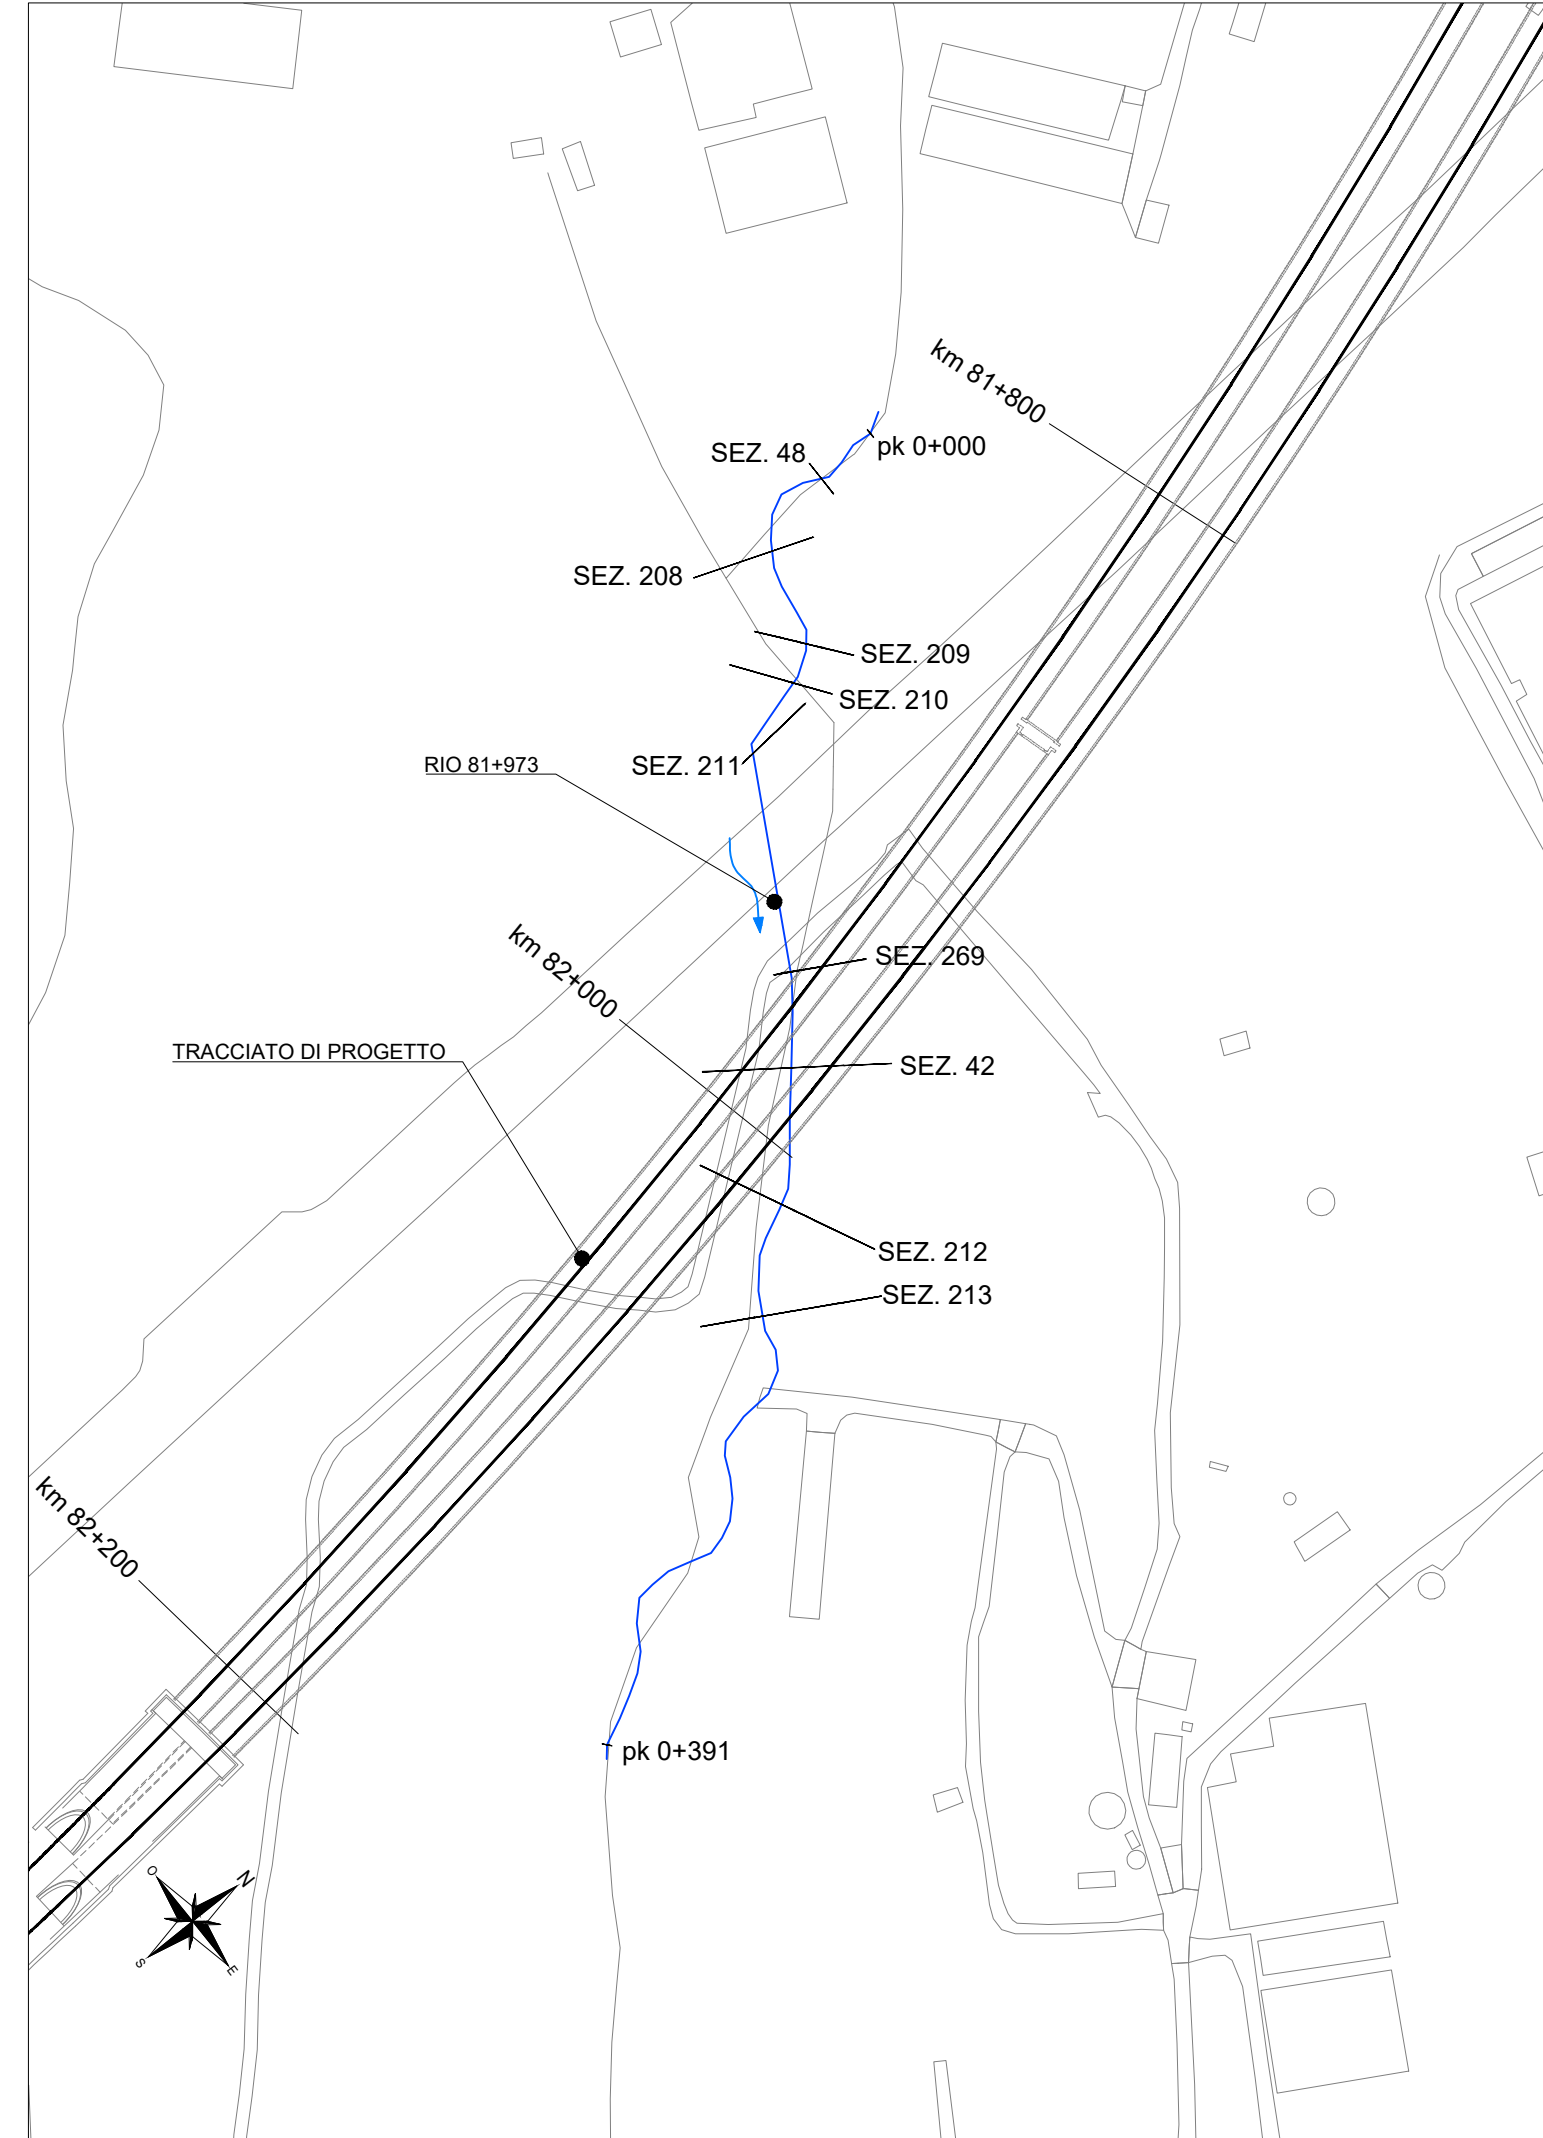 km 81+800
pk 0+000
SEZ. 48
SEZ. 208
SEZ. 209
SEZ. 210
SEZ. 211
RIO 81+973
km 82+000
SEZ. 269
TRACCIATO DI PROGETTO
SEZ. 42
SEZ. 212
SEZ. 213
km 82+200
pk 0+391
O
N
S
E